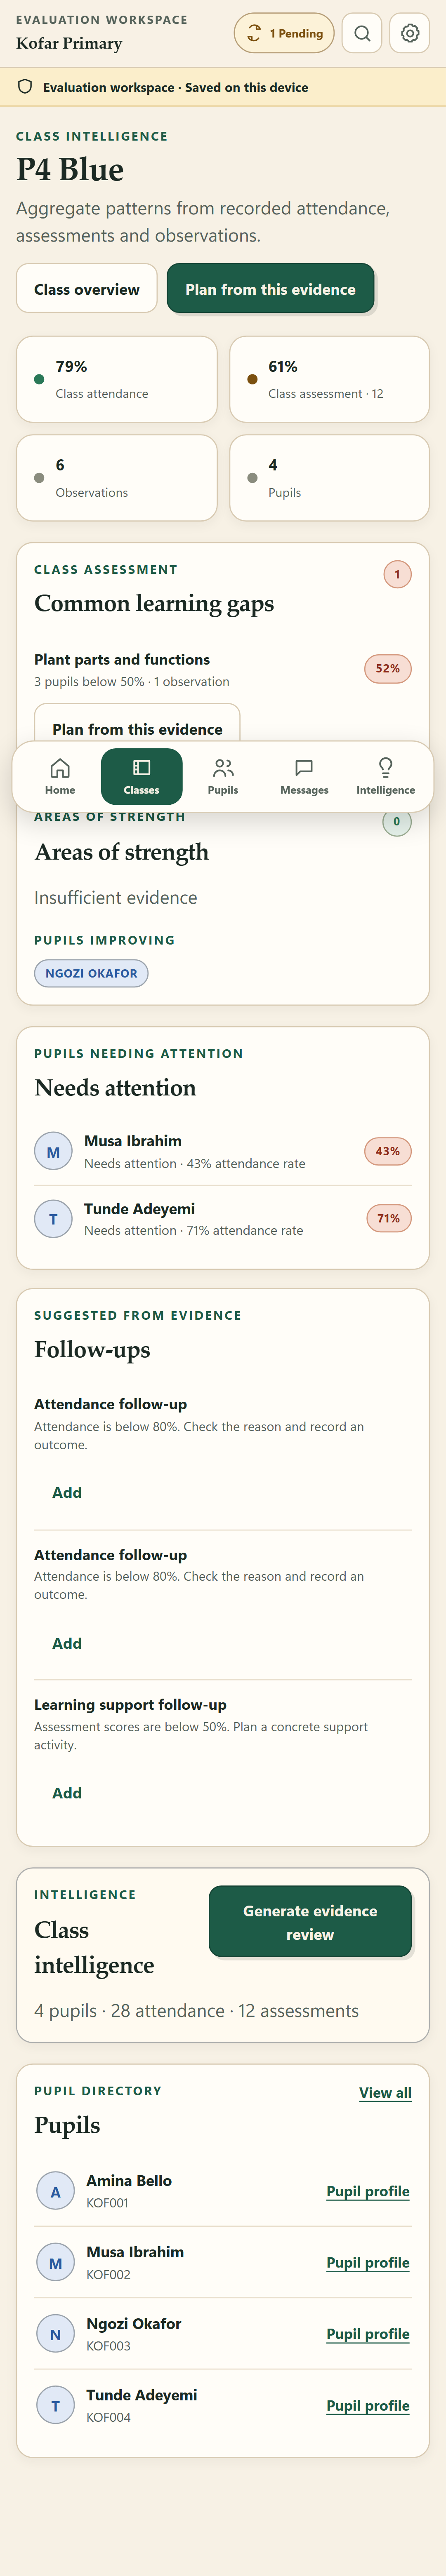 EVALUATION WORKSPACE
Kofar Primary
1 Pending
Evaluation workspace · Saved on this device
CLASS INTELLIGENCE
P4 Blue
Aggregate patterns from recorded attendance,
assessments and observations.
Class overview
Plan from this evidence
79%
Class attendance
61%
Class assessment · 12
6
Observations
4
Pupils
CLASS ASSESSMENT
1
Common learning gaps
Plant parts and functions
52%
3 pupils below 50% · 1 observation
Plan from this evidence
Home
Classes
Pupils
Messages
Intelligence
AREAS OF STRENGTH
0
Areas of strength
Insufficient evidence
PUPILS IMPROVING
NGOZI OKAFOR
PUPILS NEEDING ATTENTION
Needs attention
M
Musa Ibrahim
Needs attention · 43% attendance rate
43%
T
Tunde Adeyemi
Needs attention · 71% attendance rate
71%
SUGGESTED FROM EVIDENCE
Follow-ups
Attendance follow-up
Attendance is below 80%. Check the reason and record an
outcome.
Add
Attendance follow-up
Attendance is below 80%. Check the reason and record an
outcome.
Add
Learning support follow-up
Assessment scores are below 50%. Plan a concrete support
activity.
Add
INTELLIGENCE
Class
intelligence
Generate evidence
review
4 pupils · 28 attendance · 12 assessments
PUPIL DIRECTORY
View all
Pupils
A
Amina Bello
KOF001
Pupil profile
M
Musa Ibrahim
KOF002
Pupil profile
N
Ngozi Okafor
KOF003
Pupil profile
T
Tunde Adeyemi
KOF004
Pupil profile